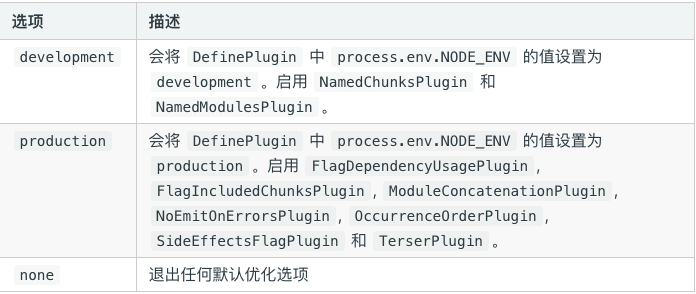 选项 描述
development 会将 DefinePlugin 中 process.env.NODE_ENV 的值设置为
development 。启用 NamedChunksPlugin 和
NamedModulesPlugin 。
production 会将 DefinePlugin 中 process.env.NODE_ENV 的值设置为
production 。启用 FlagDependencyUsagePlugin ,
FlagIncludedChunksPlugin , ModuleConcatenationPlugin ,
NoEmitOnErrorsPlugin , OccurrenceOrderPlugin ,
SideEffectsFlagPlugin 和 TerserPlugin 。
none 退出任何默认优化选项